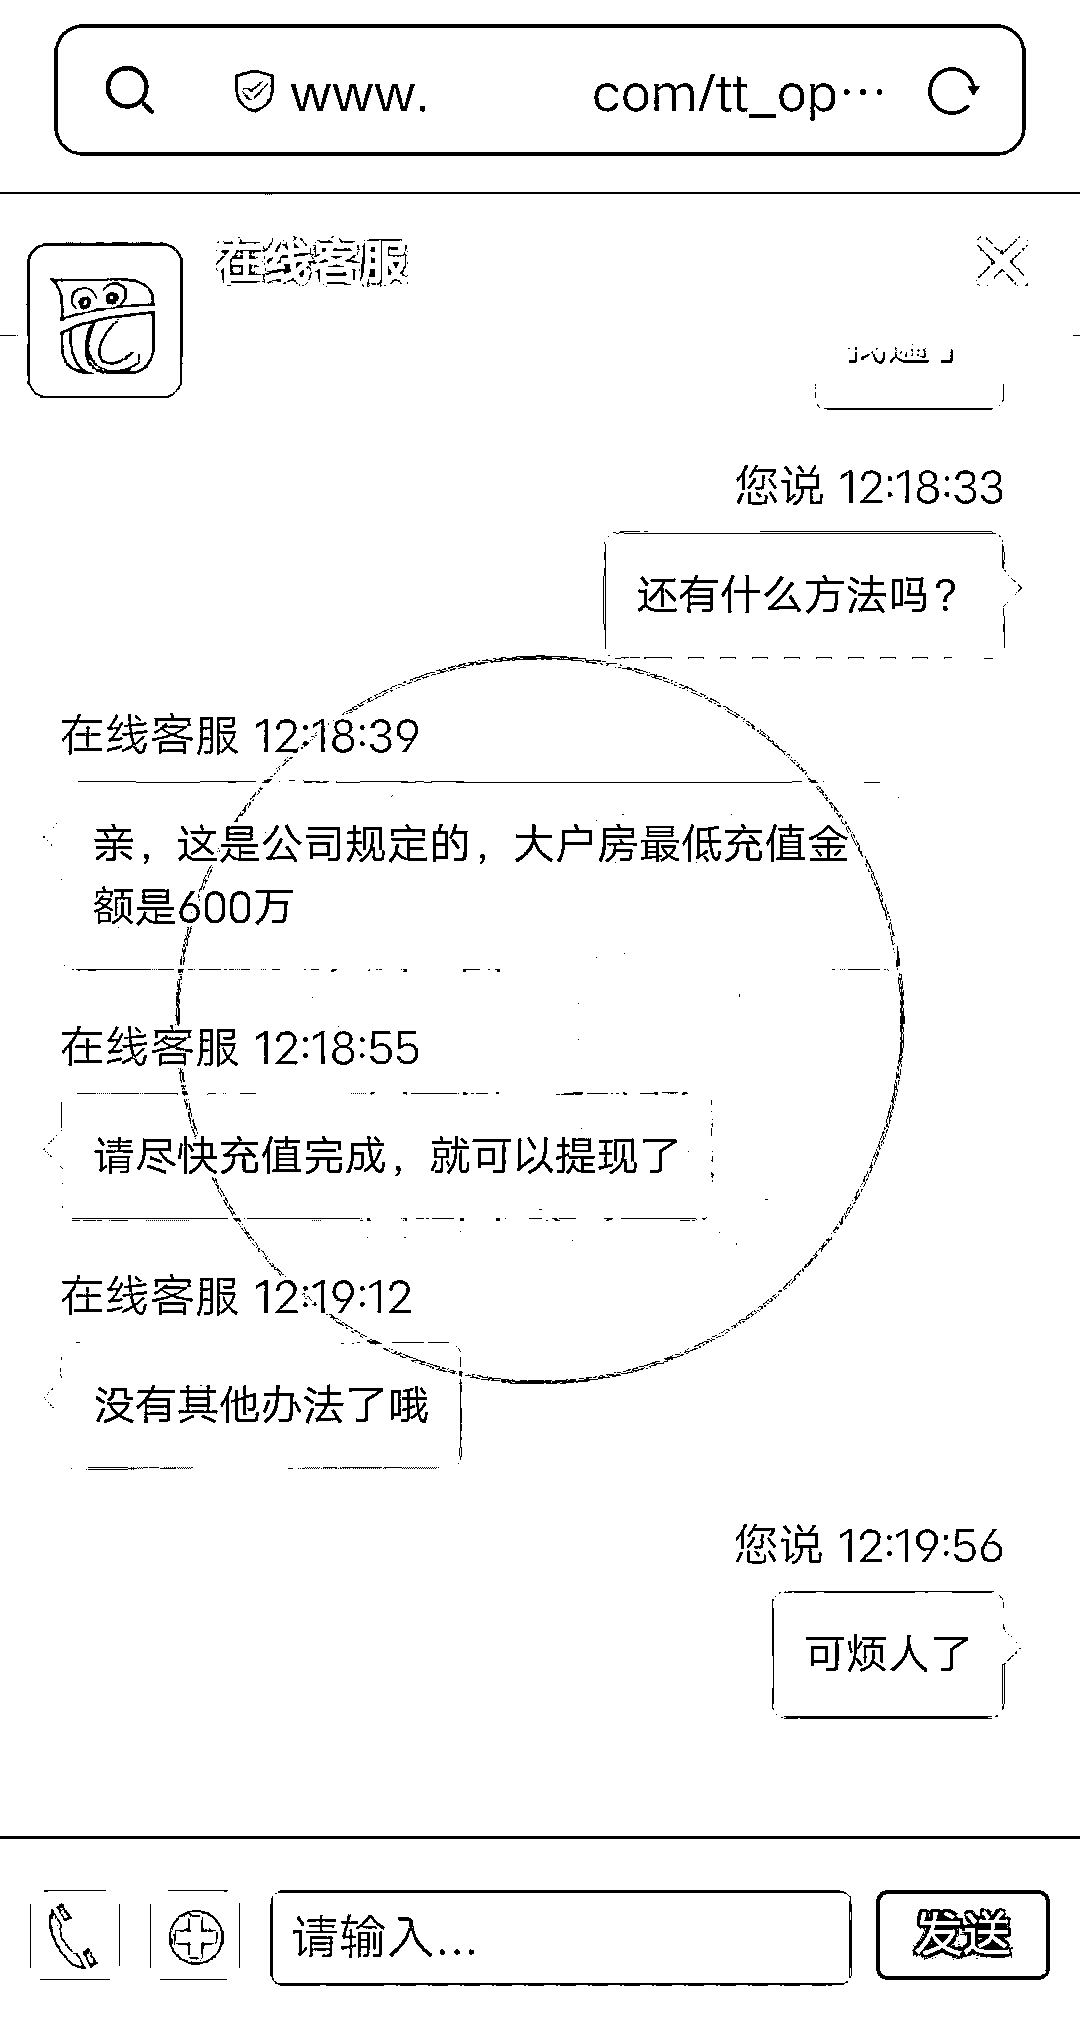 www. com/tt_op…
在线客服
您说 12:18:33
还有什么方法吗？
在线客服 12:18:39
亲，这是公司规定的，大户房最低充值金
额是600万
在线客服 12:18:55
请尽快充值完成，就可以提现了
在线客服 12:19:12
没有其他办法了哦
您说 12:19:56
可烦人了
请输入...
发送